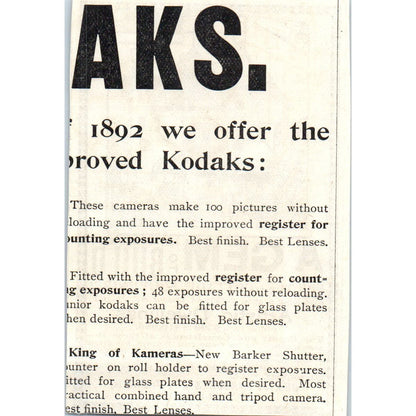 AKS.
1892 we offer the
proved Kodaks:
These cameras make 100 pictures without
loading and have the improved register for
ounting exposures. Best finish. Best Lenses.
Fitted with the improved register for count-
ng exposures; 48 exposures without reloading.
unior kodaks can be fitted for glass plates
hen desired. Best finish. Best Lenses.
King of Kameras—New Barker Shutter,
unter on roll holder to register exposures.
itted for glass plates when desired. Most
ractical combined hand and tripod camera.
est finish. Best Lenses.